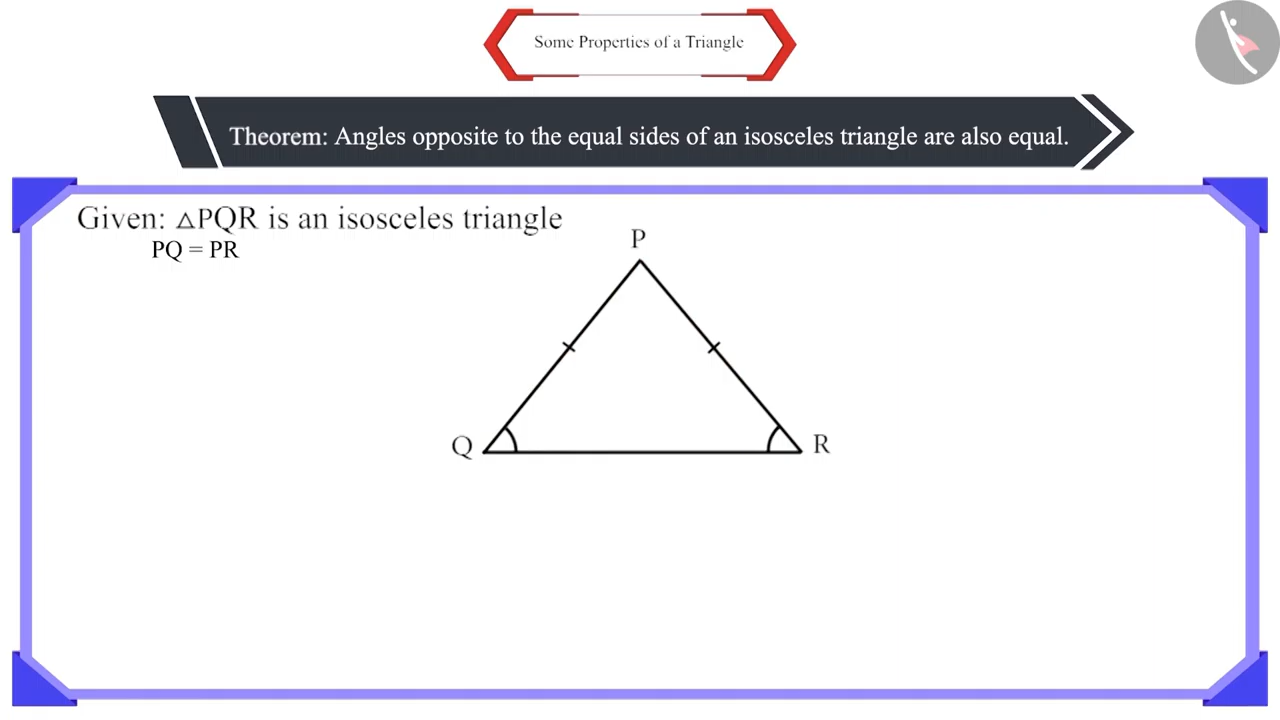 Some Properties of a Triangle
Theorem: Angles opposite to the equal sides of an isosceles triangle are also equal.
Given: △PQR is an isosceles triangle
PQ = PR
P
Q
R